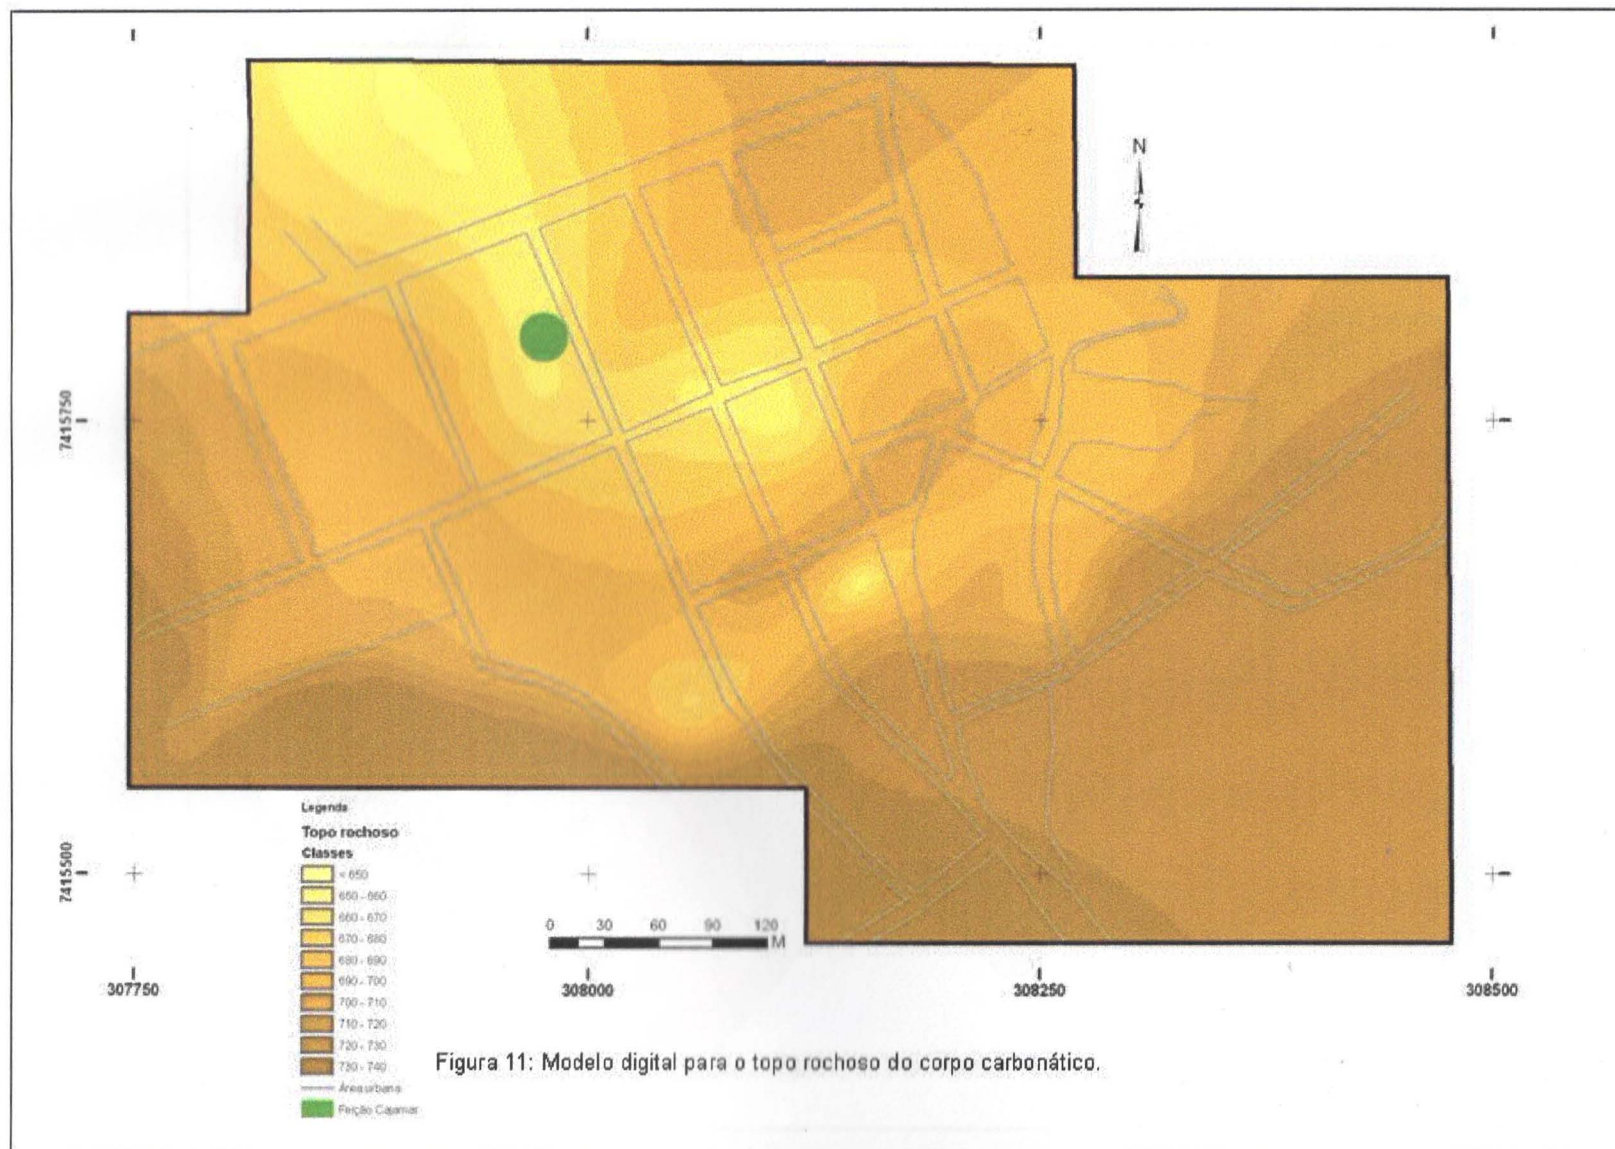 N
7415750
7415500
Legenda
Topo rochoso
Classes
< 650
650 - 660
660 - 670
670 - 680
680 - 690
690 - 700
700 - 710
710 - 720
720 - 730
730 - 740
Área urbana
Feição Cajamar
0 30 60 90 120
M
307750 308000 308250 308500
Figura 11: Modelo digital para o topo rochoso do corpo carbonático.